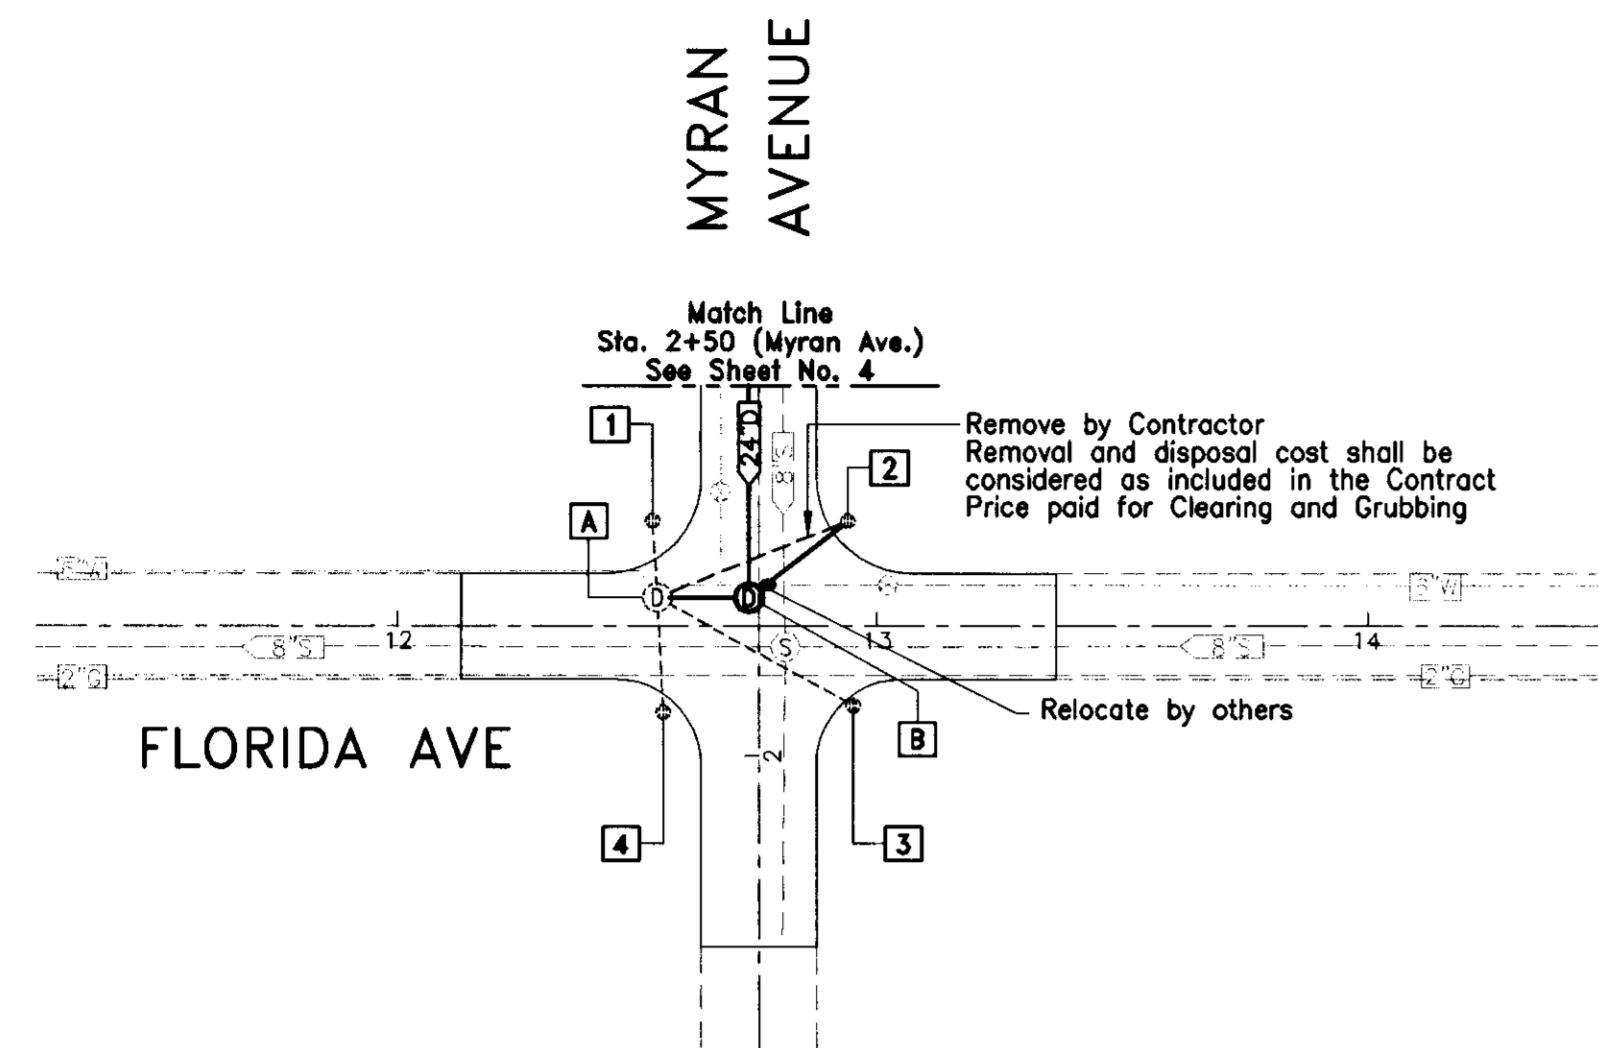 MYRAN
AVENUE
Match Line
Sta. 2+50 (Myran Ave.)
See Sheet No. 4
1
24"D
8"S
2
Remove by Contractor
Removal and disposal cost shall be
considered as included in the Contract
Price paid for Clearing and Grubbing
A
D
D
6"W
12
13
14
8"S
S
8"S
2"G
2"G
Relocate by others
B
FLORIDA AVE
2
4
3